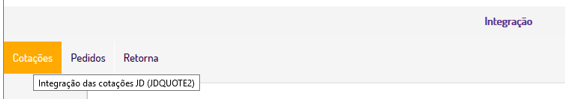 Integração
Cotações Pedidos Retorna
Integração das cotações JD (JDQUOTE2)